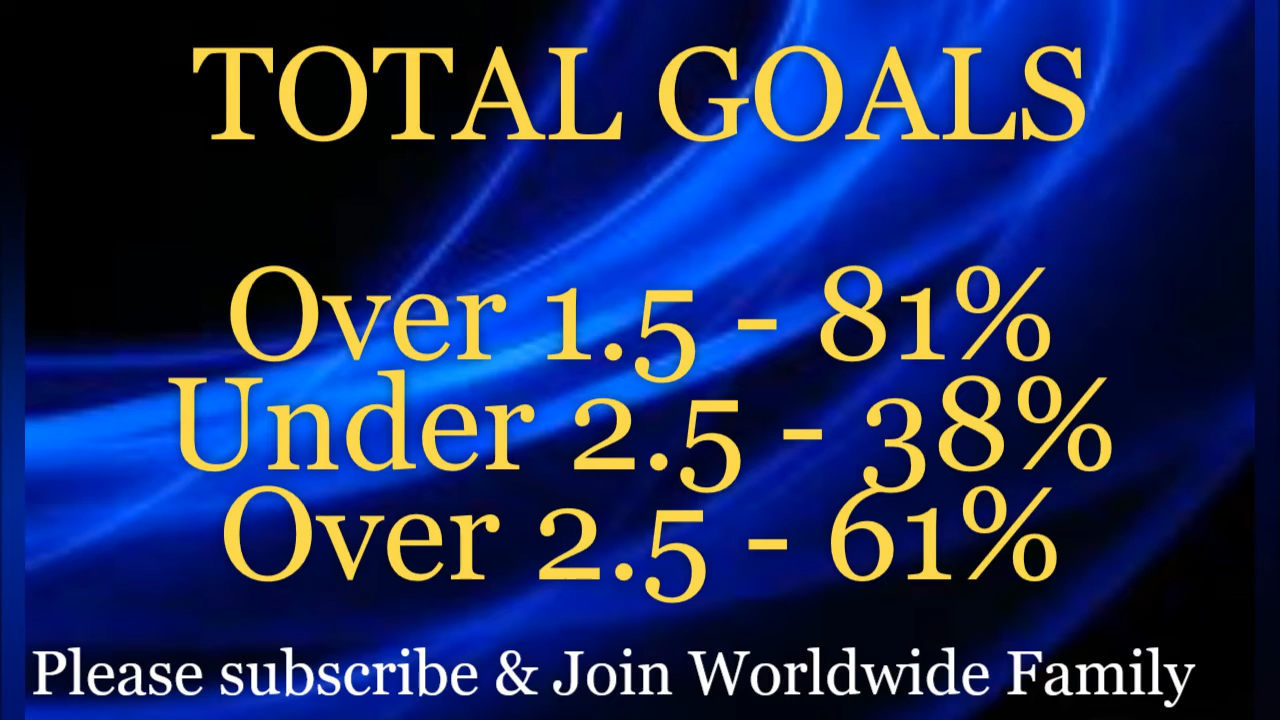 TOTAL GOALS
Over 1.5 - 81%
Under 2.5 - 38%
Over 2.5 - 61%
Please subscribe & Join Worldwide Family